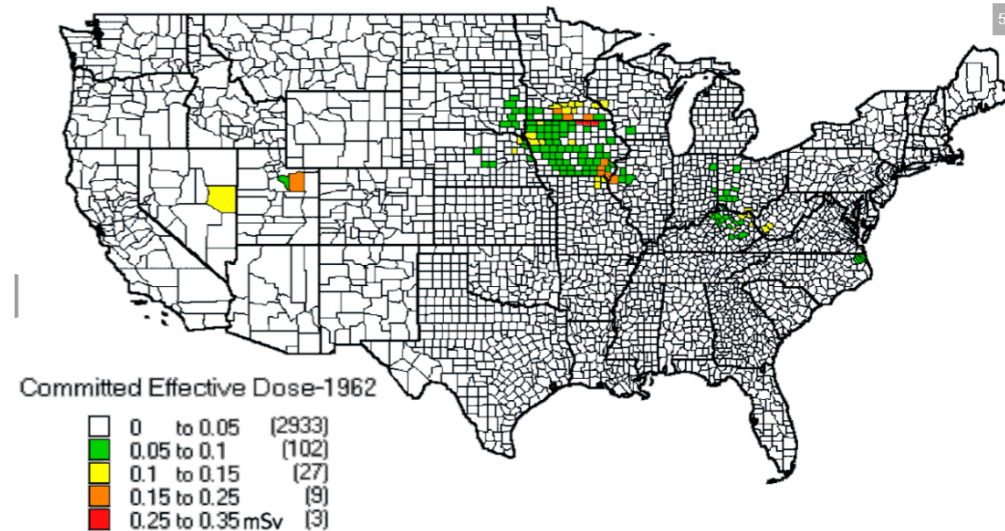 5
Committed Effective Dose-1962
0 to 0.05 (2933)
0.05 to 0.1 (102)
0.1 to 0.15 (27)
0.15 to 0.25 (9)
0.25 to 0.35 mSv (3)